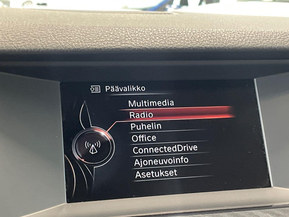 Päävalikko
Multimedia
Radio
Puhelin
Office
ConnectedDrive
Ajoneuvoinfo
Asetukset